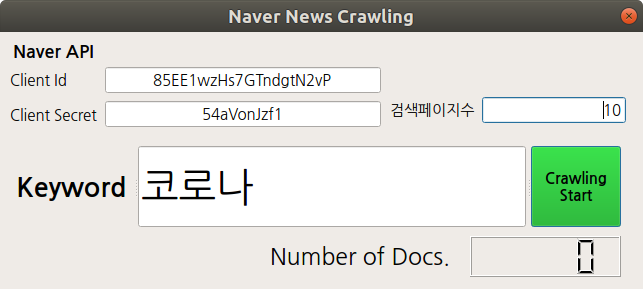 Naver News Crawling
Naver API
Client Id 85EE1wzHs7GTndgtN2vP
Client Secret 54aVonJzf1 검색페이지수 10
Keyword 코로나 Crawling Start
Number of Docs. 0